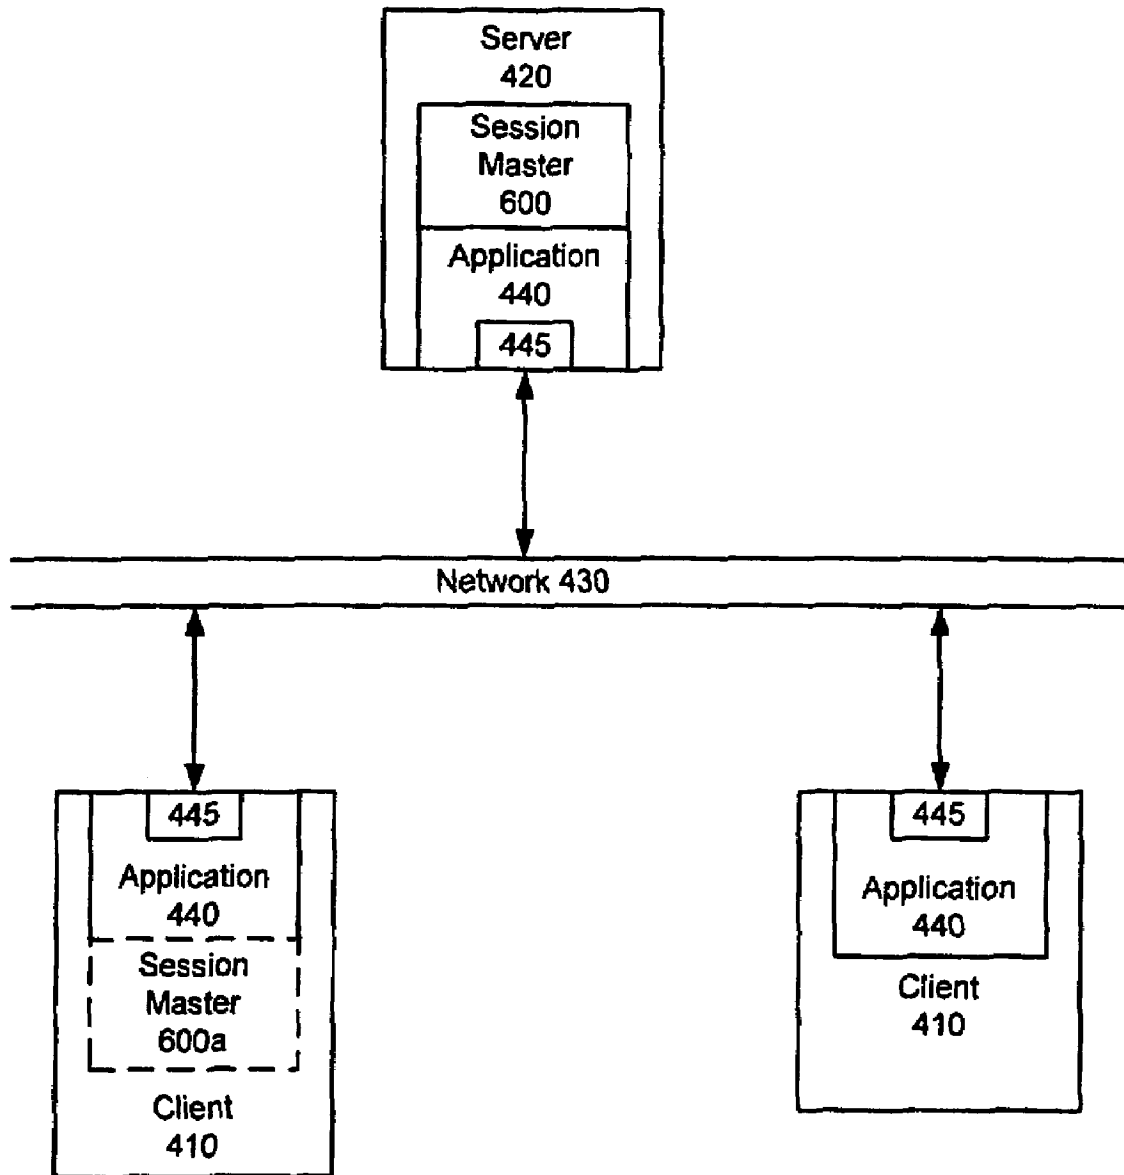 Server
420
Session
Master
600
Application
440
445
Network 430
445
Application
440
Session
Master
600a
Client
410
445
Application
440
Client
410